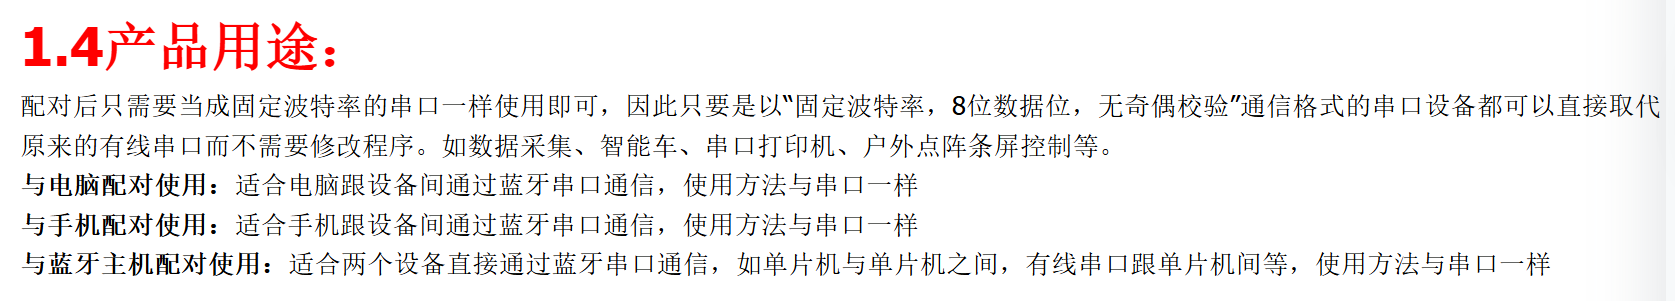 1.4产品用途：
配对后只需要当成固定波特率的串口一样使用即可，因此只要是以“固定波特率，8位数据位，无奇偶校验”通信格式的串口设备都可以直接取代
原来的有线串口而不需要修改程序。如数据采集、智能车、串口打印机、户外点阵条屏控制等。
与电脑配对使用：适合电脑跟设备间通过蓝牙串口通信，使用方法与串口一样
与手机配对使用：适合手机跟设备间通过蓝牙串口通信，使用方法与串口一样
与蓝牙主机配对使用：适合两个设备直接通过蓝牙串口通信，如单片机与单片机之间，有线串口跟单片机间等，使用方法与串口一样